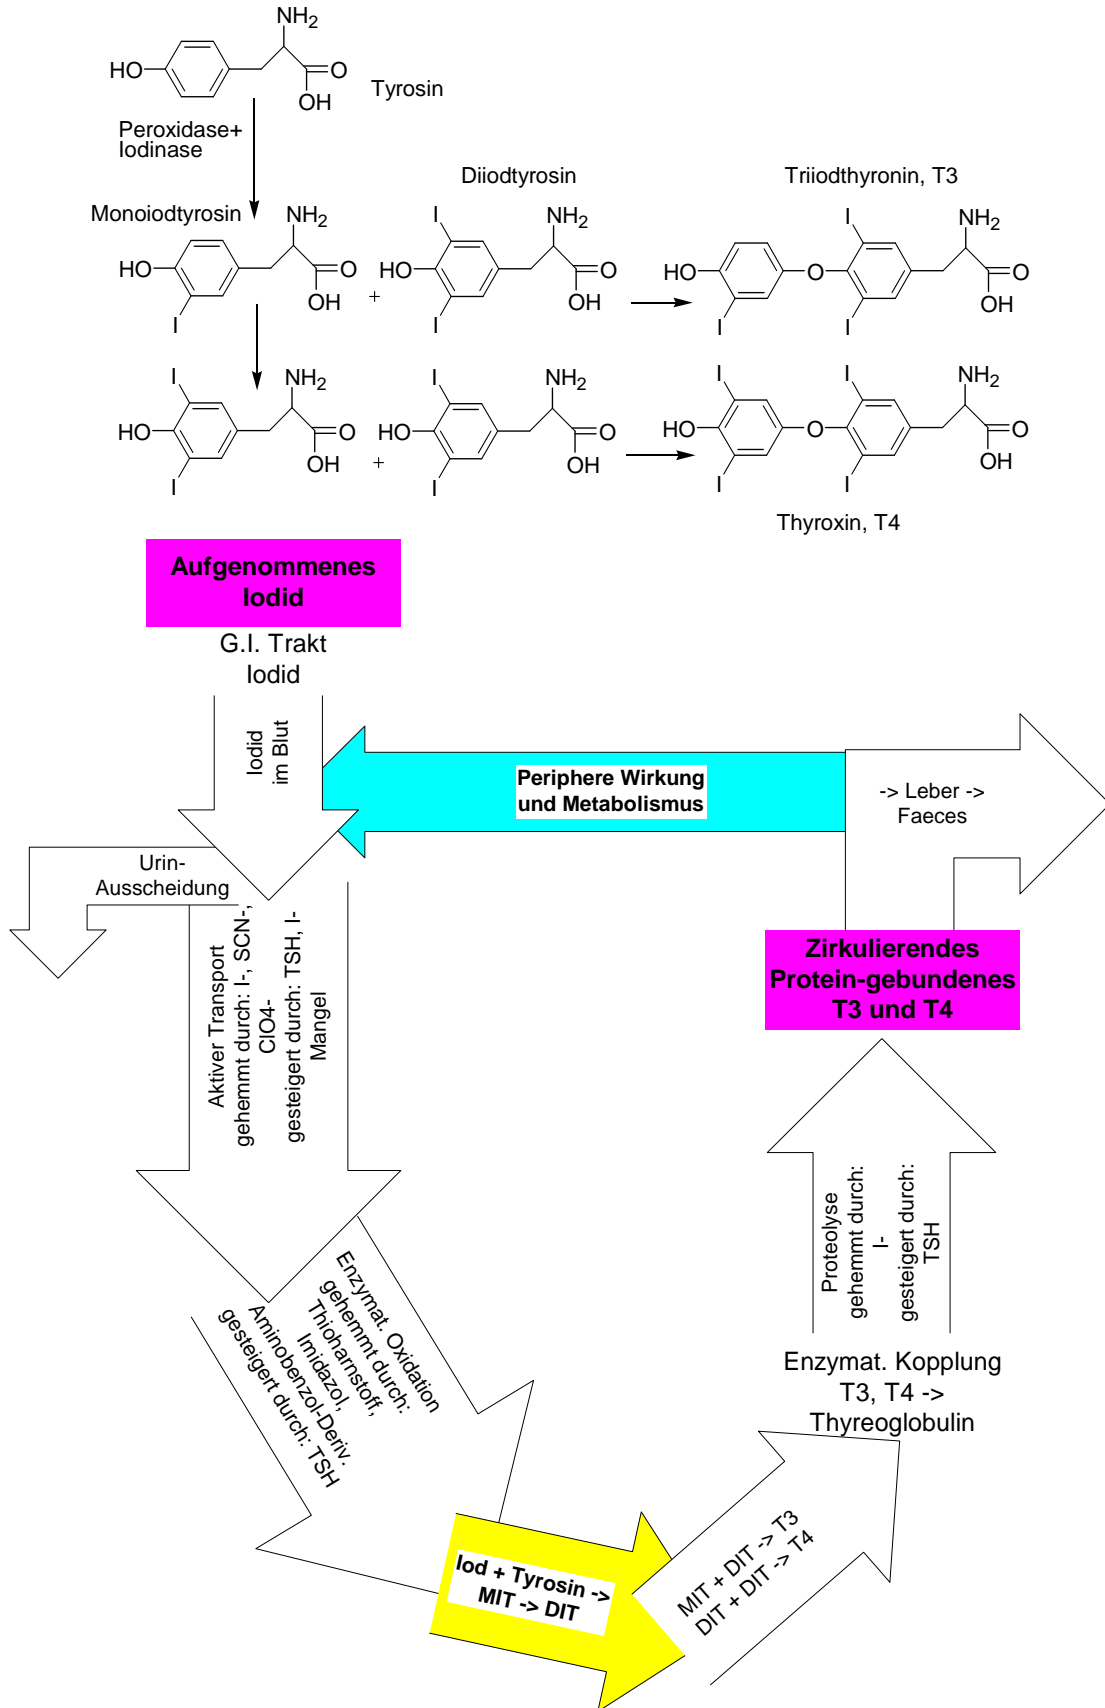 NH2
HO
O
OH
Tyrosin
Peroxidase+
Iodinase
Monoiodtyrosin
Diiodtyrosin
Triiodthyronin, T3
NH2
HO
O
OH
I
+
I
NH2
HO
O
OH
I
I
I
NH2
HO
O
O
OH
I
I
I
NH2
HO
O
OH
I
+
I
NH2
HO
O
OH
I
I
I
NH2
HO
O
O
OH
I
I
Thyroxin, T4
Aufgenommenes
Iodid
G.I. Trakt
Iodid
Iodid
im Blut
Periphere Wirkung
und Metabolismus
-> Leber ->
Faeces
Urin-
Ausscheidung
Aktiver Transport
gehemmt durch: I-, SCN-,
ClO4-
gesteigert durch: TSH, I-
Mangel
Zirkulierendes
Protein-gebundenes
T3 und T4
Proteolyse
gehemmt durch:
I-
gesteigert durch:
TSH
Enzymat. Oxidation
gehemmt durch:
Thioharnstoff,
Imidazol,
Aminobenzol-Deriv.
gesteigert durch: TSH
Enzymat. Kopplung
T3, T4 ->
Thyreoglobulin
Iod + Tyrosin ->
MIT -> DIT
MIT + DIT -> T3
DIT + DIT -> T4